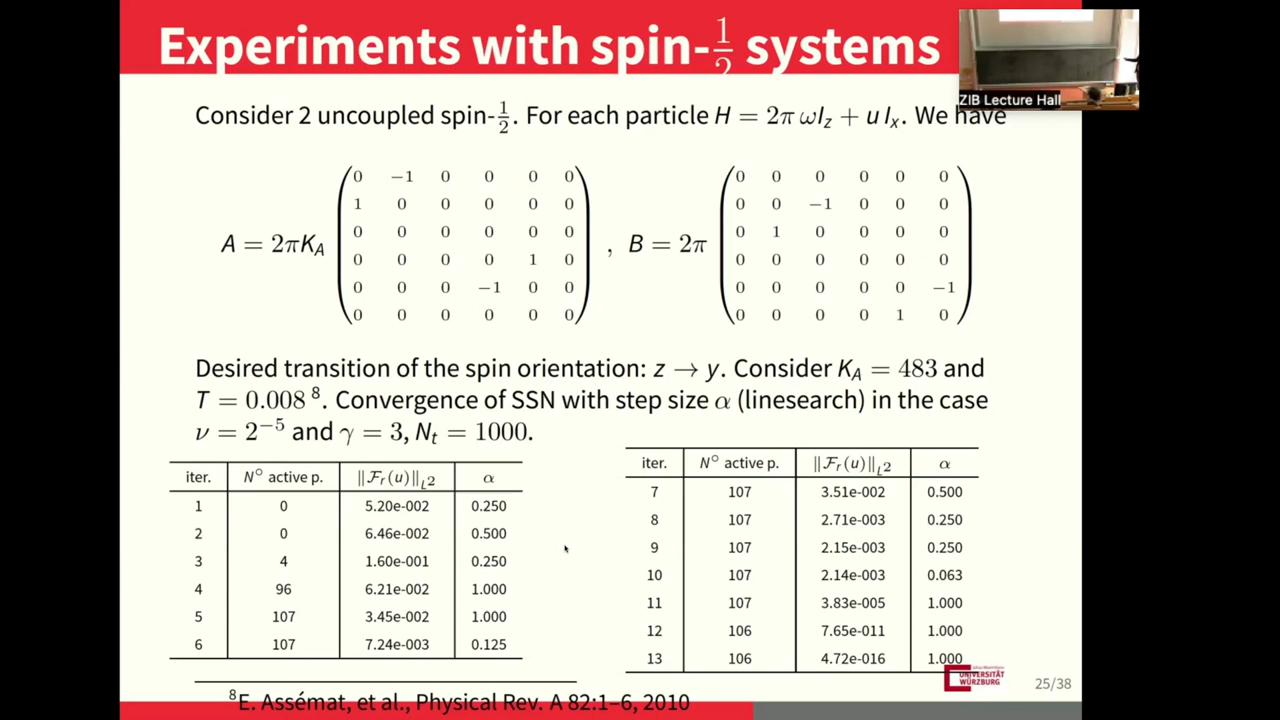 Experiments with spin-1/2 systems
ZIB Lecture Hall
Consider 2 uncoupled spin-1/2. For each particle H = 2π ωI_z + u I_x. We have
A = 2πK_A
0 −1 0 0 0 0
1 0 0 0 0 0
0 0 0 0 0 0
0 0 0 0 1 0
0 0 0 −1 0 0
0 0 0 0 0 0
, B = 2π
0 0 0 0 0 0
0 0 −1 0 0 0
0 1 0 0 0 0
0 0 0 0 0 0
0 0 0 0 0 −1
0 0 0 0 1 0
Desired transition of the spin orientation: z → y. Consider K_A = 483 and
T = 0.008 ⁸. Convergence of SSN with step size α (linesearch) in the case
ν = 2⁻⁵ and γ = 3, N_t = 1000.
iter. N° active p. ‖F_r(u)‖_L² α
1 0 5.20e-002 0.250
2 0 6.46e-002 0.500
3 4 1.60e-001 0.250
4 96 6.21e-002 1.000
5 107 3.45e-002 1.000
6 107 7.24e-003 0.125
iter. N° active p. ‖F_r(u)‖_L² α
7 107 3.51e-002 0.500
8 107 2.71e-003 0.250
9 107 2.15e-003 0.250
10 107 2.14e-003 0.063
11 107 3.83e-005 1.000
12 106 7.65e-011 1.000
13 106 4.72e-016 1.000
UNIVERSITÄT
WÜRZBURG
25/38
⁸E. Assémat, et al., Physical Rev. A 82:1–6, 2010